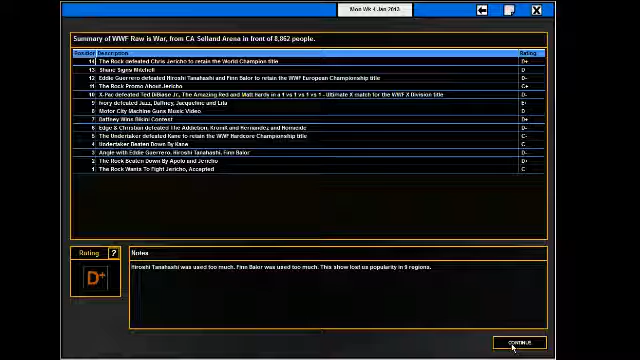 Mon Wk 4 Jan 2013
Summary of WWF Raw is War, from CA Selland Arena in front of 8,862 people.
Position Description Rating
14 The Rock defeated Chris Jericho to retain the World Champion title D+
13 Shane Signs Mitchell D
12 Eddie Guerrero defeated Hiroshi Tanahashi and Finn Balor to retain the WWF European Championship title D-
11 The Rock Promo About Jericho C+
10 X-Pac defeated Ted DiBase Jr., The Amazing Red and Matt Hardy in a 1 vs 1 vs 1 vs 1 - Ultimate X match for the WWF X Division title D-
9 Ivory defeated Jazz, Daffney, Jacqueline and Lita E+
8 Motor City Machine Guns Music Video D
7 Daffney Wins Bikini Contest D+
6 Edge & Christian defeated The Addiction, Kronik and Hernandez and Homicide D-
5 The Undertaker defeated Kane to retain the WWF Hardcore Championship title C-
4 Undertaker Beaten Down By Kane C
3 Angle with Eddie Guerrero, Hiroshi Tanahashi, Finn Balor D-
2 The Rock Beaten Down By Apolo and Jericho D+
1 The Rock Wants To Fight Jericho, Accepted C
Rating ?
D+
Notes
Hiroshi Tanahashi was used too much. Finn Balor was used too much. This show lost us popularity in 9 regions.
CONTINUE